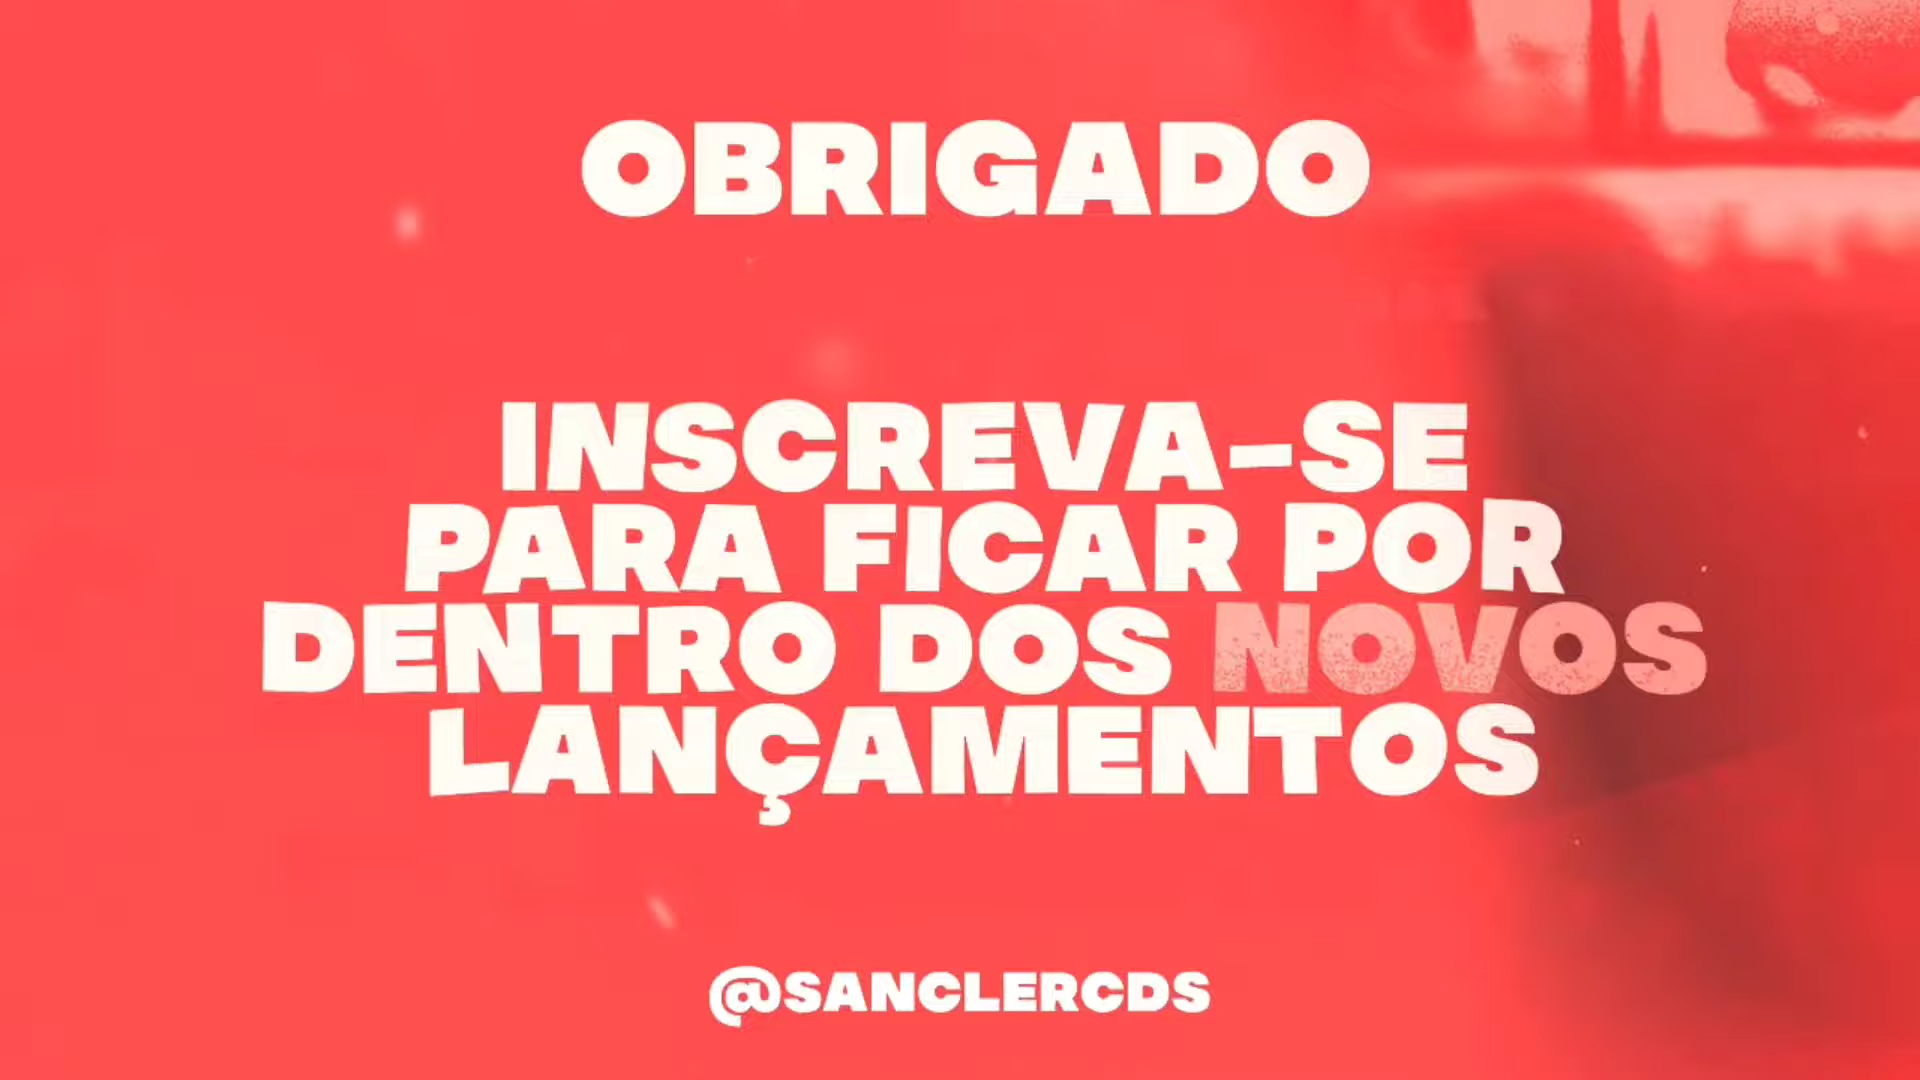 OBRIGADO
INSCREVA-SE
PARA FICAR POR
DENTRO DOS NOVOS
LANÇAMENTOS
@SANCLERCDS